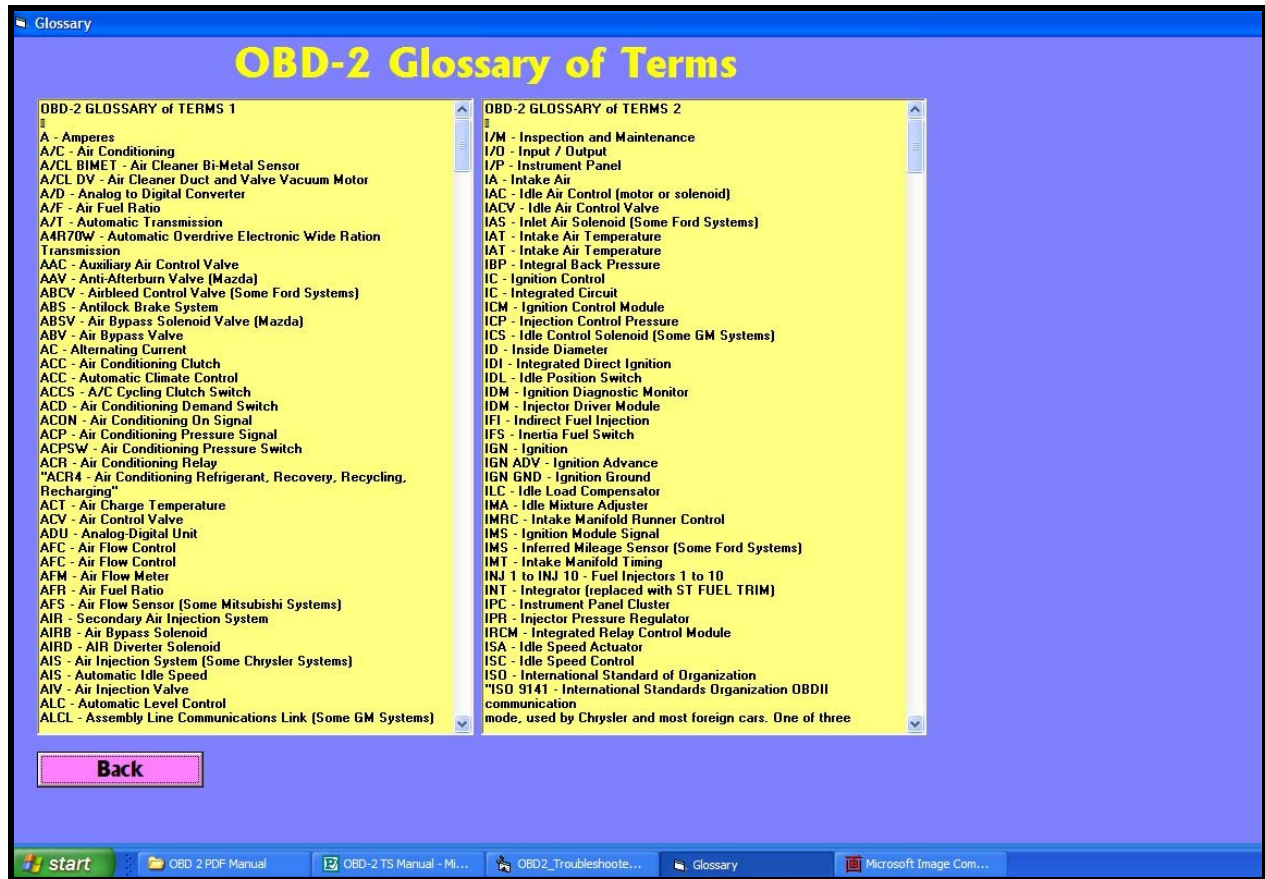 Glossary
OBD-2 Glossary of Terms
OBD-2 GLOSSARY of TERMS 1
A - Amperes
A/C - Air Conditioning
A/CL BIMET - Air Cleaner Bi-Metal Sensor
A/CL DV - Air Cleaner Duct and Valve Vacuum Motor
A/D - Analog to Digital Converter
A/F - Air Fuel Ratio
A/T - Automatic Transmission
A4R70W - Automatic Overdrive Electronic Wide Ration
Transmission
AAC - Auxiliary Air Control Valve
AAV - Anti-Afterburn Valve (Mazda)
ABCV - Airbleed Control Valve (Some Ford Systems)
ABS - Antilock Brake System
ABSV - Air Bypass Solenoid Valve (Mazda)
ABV - Air Bypass Valve
AC - Alternating Current
ACC - Air Conditioning Clutch
ACC - Automatic Climate Control
ACCS - A/C Cycling Clutch Switch
ACD - Air Conditioning Demand Switch
ACON - Air Conditioning On Signal
ACP - Air Conditioning Pressure Signal
ACPSW - Air Conditioning Pressure Switch
ACR - Air Conditioning Relay
"ACR4 - Air Conditioning Refrigerant, Recovery, Recycling,
Recharging"
ACT - Air Charge Temperature
ACV - Air Control Valve
ADU - Analog-Digital Unit
AFC - Air Flow Control
AFC - Air Flow Control
AFM - Air Flow Meter
AFR - Air Fuel Ratio
AFS - Air Flow Sensor (Some Mitsubishi Systems)
AIR - Secondary Air Injection System
AIRB - Air Bypass Solenoid
AIRD - AIR Diverter Solenoid
AIS - Air Injection System (Some Chrysler Systems)
AIS - Automatic Idle Speed
AIV - Air Injection Valve
ALC - Automatic Level Control
ALCL - Assembly Line Communications Link (Some GM Systems)
OBD-2 GLOSSARY of TERMS 2
I/M - Inspection and Maintenance
I/O - Input / Output
I/P - Instrument Panel
IA - Intake Air
IAC - Idle Air Control (motor or solenoid)
IACV - Idle Air Control Valve
IAS - Inlet Air Solenoid (Some Ford Systems)
IAT - Intake Air Temperature
IAT - Intake Air Temperature
IBP - Integral Back Pressure
IC - Ignition Control
IC - Integrated Circuit
ICM - Ignition Control Module
ICP - Injection Control Pressure
ICS - Idle Control Solenoid (Some GM Systems)
ID - Inside Diameter
IDI - Integrated Direct Ignition
IDL - Idle Position Switch
IDM - Ignition Diagnostic Monitor
IDM - Injector Driver Module
IFI - Indirect Fuel Injection
IFS - Inertia Fuel Switch
IGN - Ignition
IGN ADV - Ignition Advance
IGN GND - Ignition Ground
ILC - Idle Load Compensator
IMA - Idle Mixture Adjuster
IMRC - Intake Manifold Runner Control
IMS - Ignition Module Signal
IMS - Inferred Mileage Sensor (Some Ford Systems)
IMT - Intake Manifold Timing
INJ 1 to INJ 10 - Fuel Injectors 1 to 10
INT - Integrator (replaced with ST FUEL TRIM)
IPC - Instrument Panel Cluster
IPR - Injector Pressure Regulator
IRCM - Integrated Relay Control Module
ISA - Idle Speed Actuator
ISC - Idle Speed Control
ISO - International Standard of Organization
"ISO 9141 - International Standards Organization OBDII
communication
mode, used by Chrysler and most foreign cars. One of three
Back
start
OBD 2 PDF Manual
OBD-2 TS Manual - Mi...
OBD2_Troubleshoote...
Glossary
Microsoft Image Com...